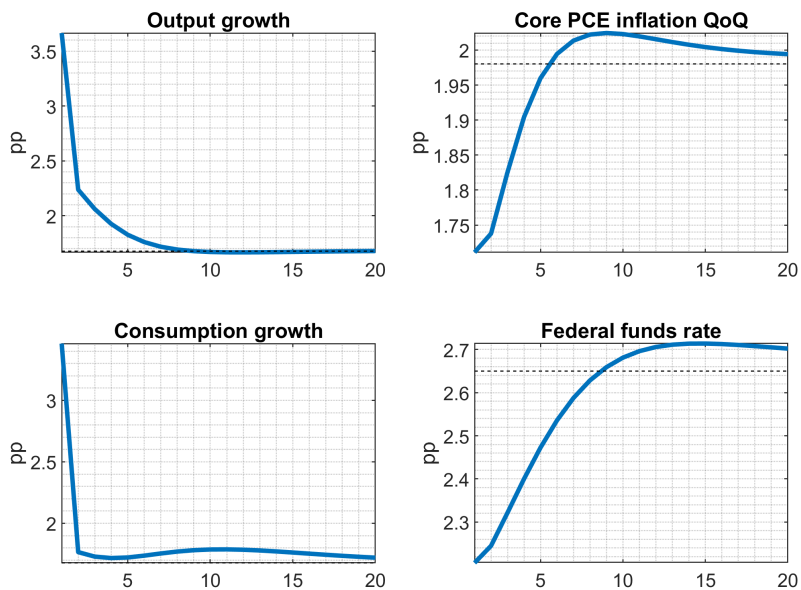 Output growth
pp
3.5
3
2.5
2
5 10 15 20
Core PCE inflation QoQ
pp
2
1.95
1.9
1.85
1.8
1.75
5 10 15 20
Consumption growth
pp
3
2.5
2
5 10 15 20
Federal funds rate
pp
2.7
2.6
2.5
2.4
2.3
5 10 15 20